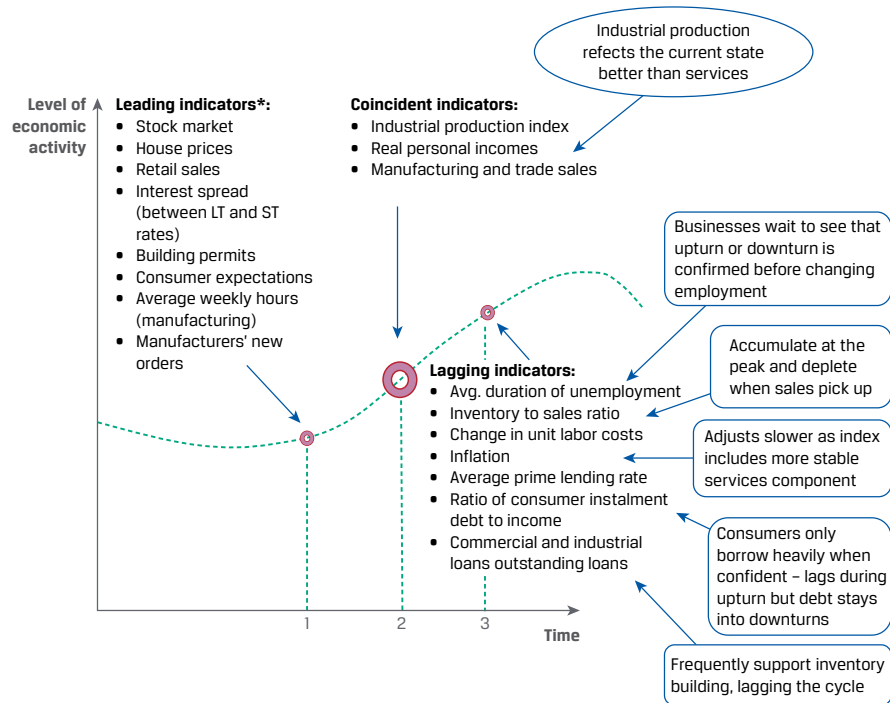 Industrial production
refects the current state
better than services
Level of
economic
activity
Leading indicators*:
• Stock market
• House prices
• Retail sales
• Interest spread
(between LT and ST
rates)
• Building permits
• Consumer expectations
• Average weekly hours
(manufacturing)
• Manufacturers' new
orders
Coincident indicators:
• Industrial production index
• Real personal incomes
• Manufacturing and trade sales
Lagging indicators:
• Avg. duration of unemployment
• Inventory to sales ratio
• Change in unit labor costs
• Inflation
• Average prime lending rate
• Ratio of consumer instalment
debt to income
• Commercial and industrial
loans outstanding loans
Businesses wait to see that
upturn or downturn is
confirmed before changing
employment
Accumulate at the
peak and deplete
when sales pick up
Adjusts slower as index
includes more stable
services component
Consumers only
borrow heavily when
confident – lags during
upturn but debt stays
into downturns
Frequently support inventory
building, lagging the cycle
1
2
3
Time